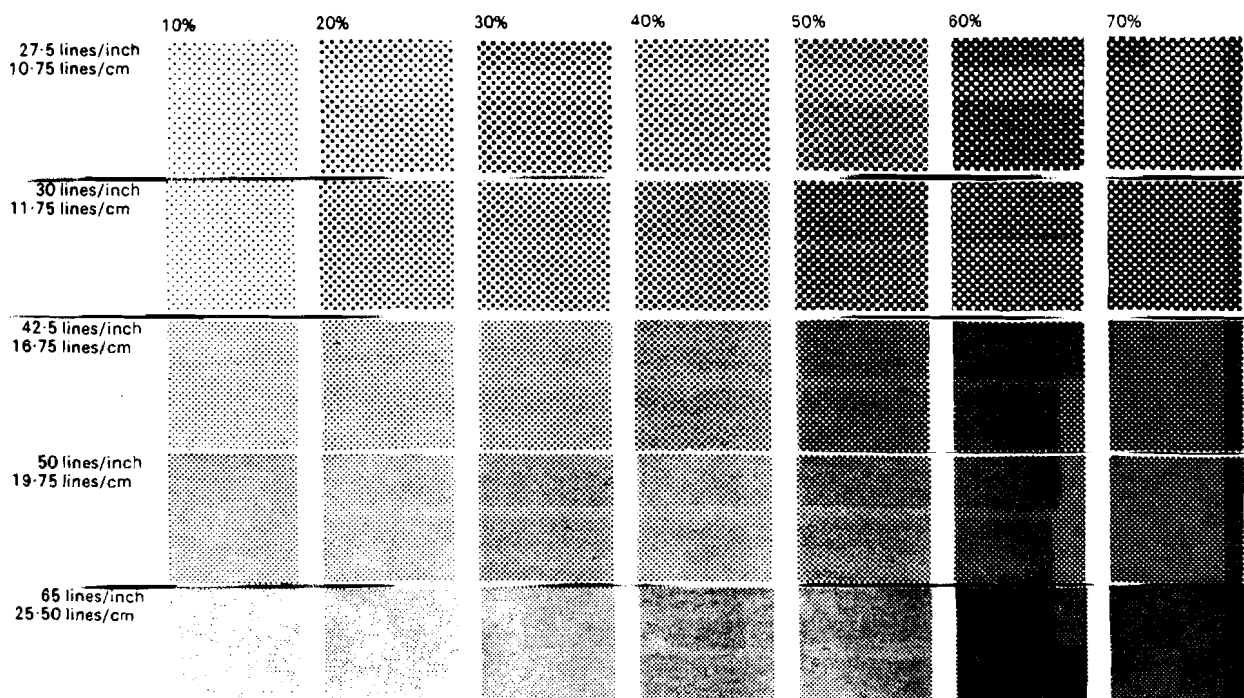 10% 20% 30% 40% 50% 60% 70%
27·5 lines/inch
10·75 lines/cm
30 lines/inch
11·75 lines/cm
42·5 lines/inch
16·75 lines/cm
50 lines/inch
19·75 lines/cm
65 lines/inch
25·50 lines/cm